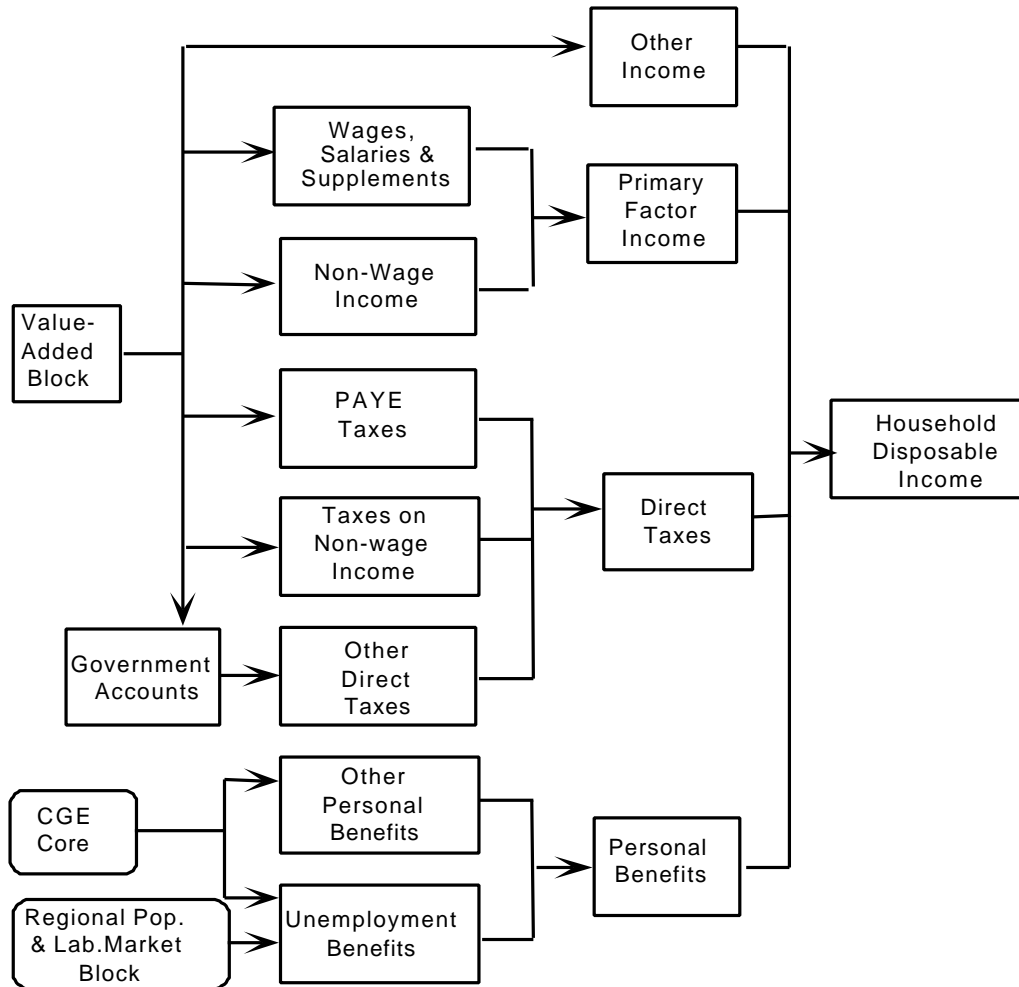 Other
Income
Wages,
Salaries &
Supplements
Primary
Factor
Income
Non-Wage
Income
Value-
Added
Block
PAYE
Taxes
Household
Disposable
Income
Taxes on
Non-wage
Income
Direct
Taxes
Government
Accounts
Other
Direct
Taxes
CGE
Core
Other
Personal
Benefits
Personal
Benefits
Regional Pop.
& Lab.Market
Block
Unemployment
Benefits